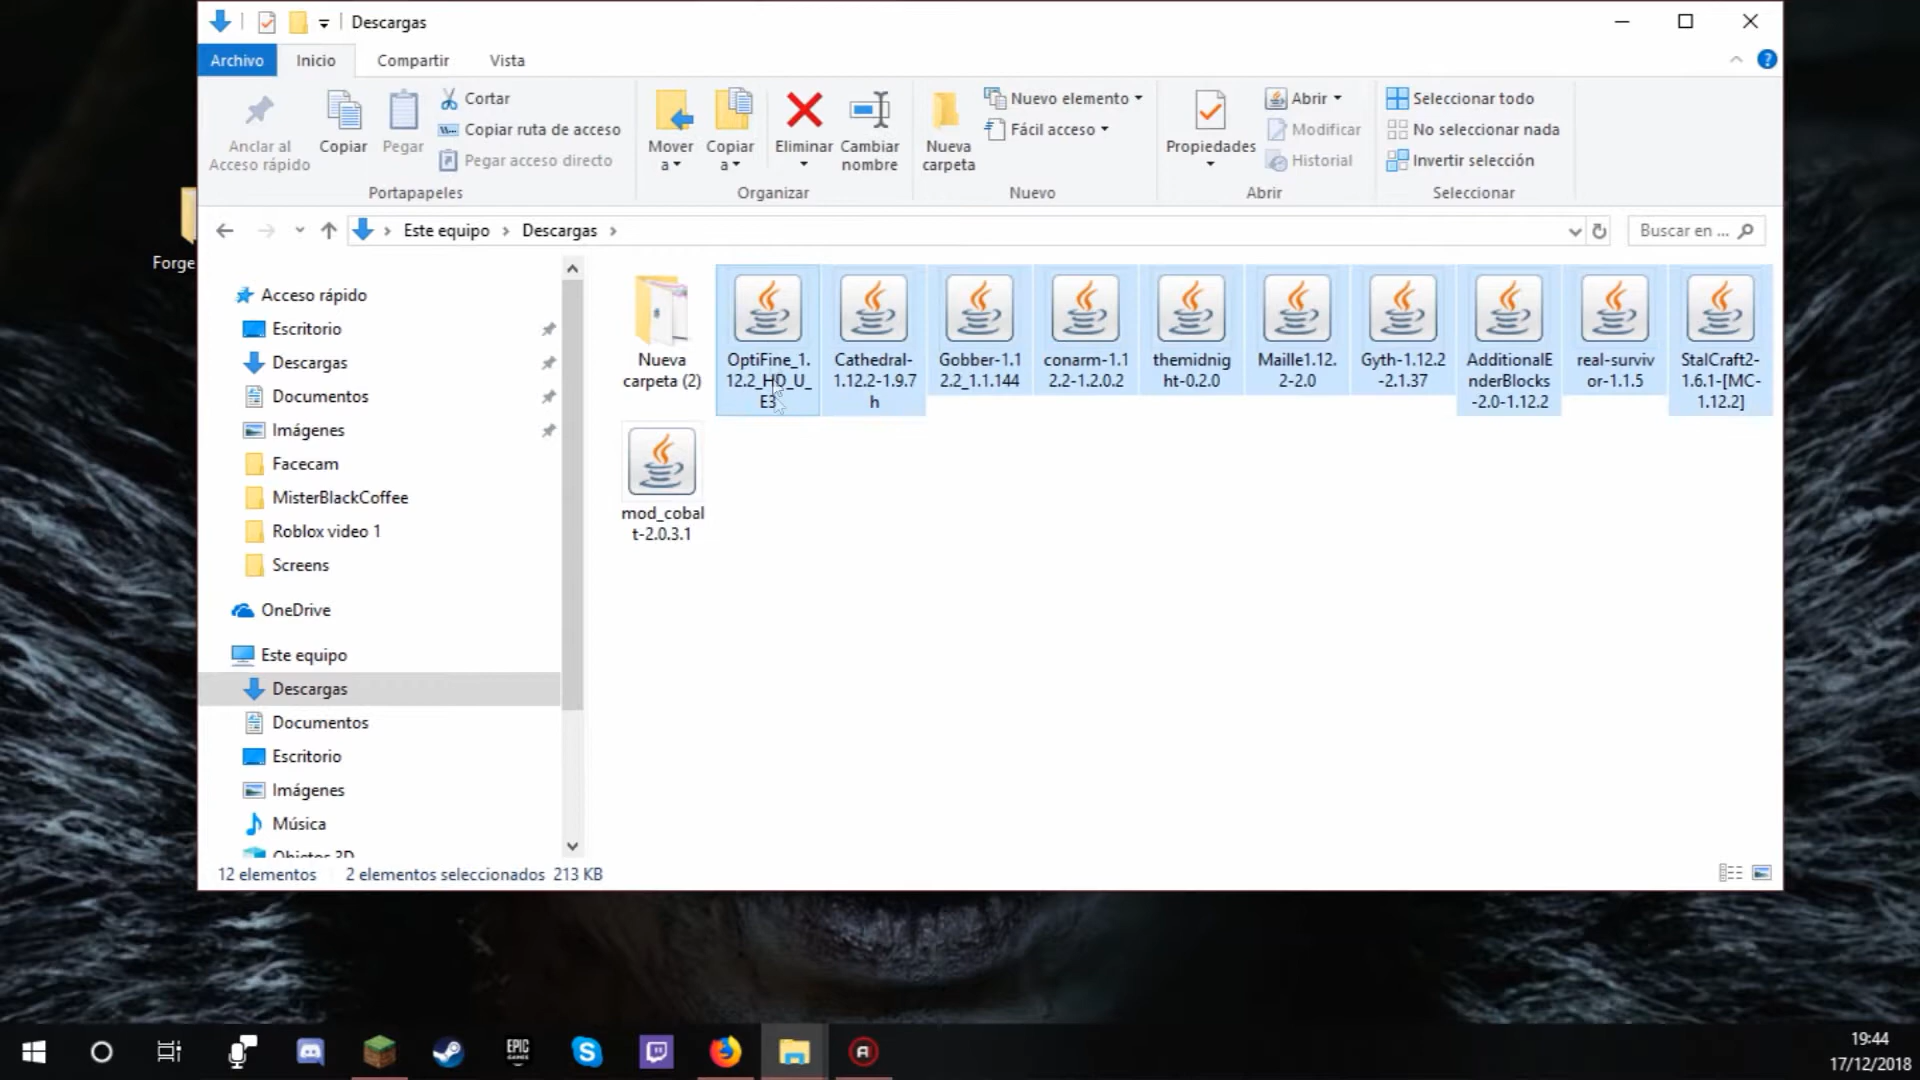 Descargas
Archivo
Inicio
Compartir
Vista
Anclar al
Acceso rápido
Copiar
Pegar
Cortar
Copiar ruta de acceso
Pegar acceso directo
Portapapeles
Mover
a
Copiar
a
Eliminar
Cambiar
nombre
Organizar
Nueva
carpeta
Nuevo elemento
Fácil acceso
Nuevo
Propiedades
Abrir
Modificar
Historial
Abrir
Seleccionar todo
No seleccionar nada
Invertir selección
Seleccionar
Este equipo
Descargas
Buscar en ...
Forge
Acceso rápido
Escritorio
Descargas
Documentos
Imágenes
Facecam
MisterBlackCoffee
Roblox video 1
Screens
OneDrive
Este equipo
Descargas
Documentos
Escritorio
Imágenes
Música
Objetos 3D
Nueva
carpeta (2)
OptiFine_1.
12.2_HD_U_
E3
Cathedral-
1.12.2-1.9.7
h
Gobber-1.1
2.2_1.1.144
conarm-1.1
2.2-1.2.0.2
themidnig
ht-0.2.0
Maille1.12.
2-2.0
Gyth-1.12.2
-2.1.37
AdditionalE
nderBlocks
-2.0-1.12.2
real-surviv
or-1.1.5
StalCraft2-
1.6.1-[MC-
1.12.2]
mod_cobal
t-2.0.3.1
12 elementos
2 elementos seleccionados 213 KB
EPIC
GAMES
19:44
17/12/2018